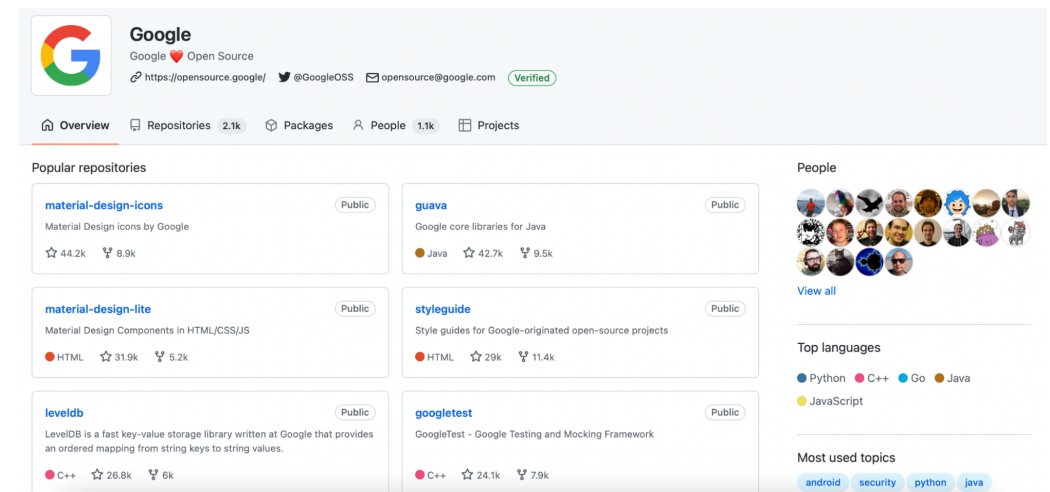 Google
Google ❤️ Open Source
https://opensource.google/ @GoogleOSS opensource@google.com Verified
Overview Repositories 2.1k Packages People 1.1k Projects
Popular repositories
material-design-icons Public
Material Design icons by Google
44.2k 8.9k
guava Public
Google core libraries for Java
Java 42.7k 9.5k
material-design-lite Public
Material Design Components in HTML/CSS/JS
HTML 31.9k 5.2k
styleguide Public
Style guides for Google-originated open-source projects
HTML 29k 11.4k
leveldb Public
LevelDB is a fast key-value storage library written at Google that provides
an ordered mapping from string keys to string values.
C++ 26.8k 6k
googletest Public
GoogleTest - Google Testing and Mocking Framework
C++ 24.1k 7.9k
People
View all
Top languages
Python C++ Go Java
JavaScript
Most used topics
android security python java